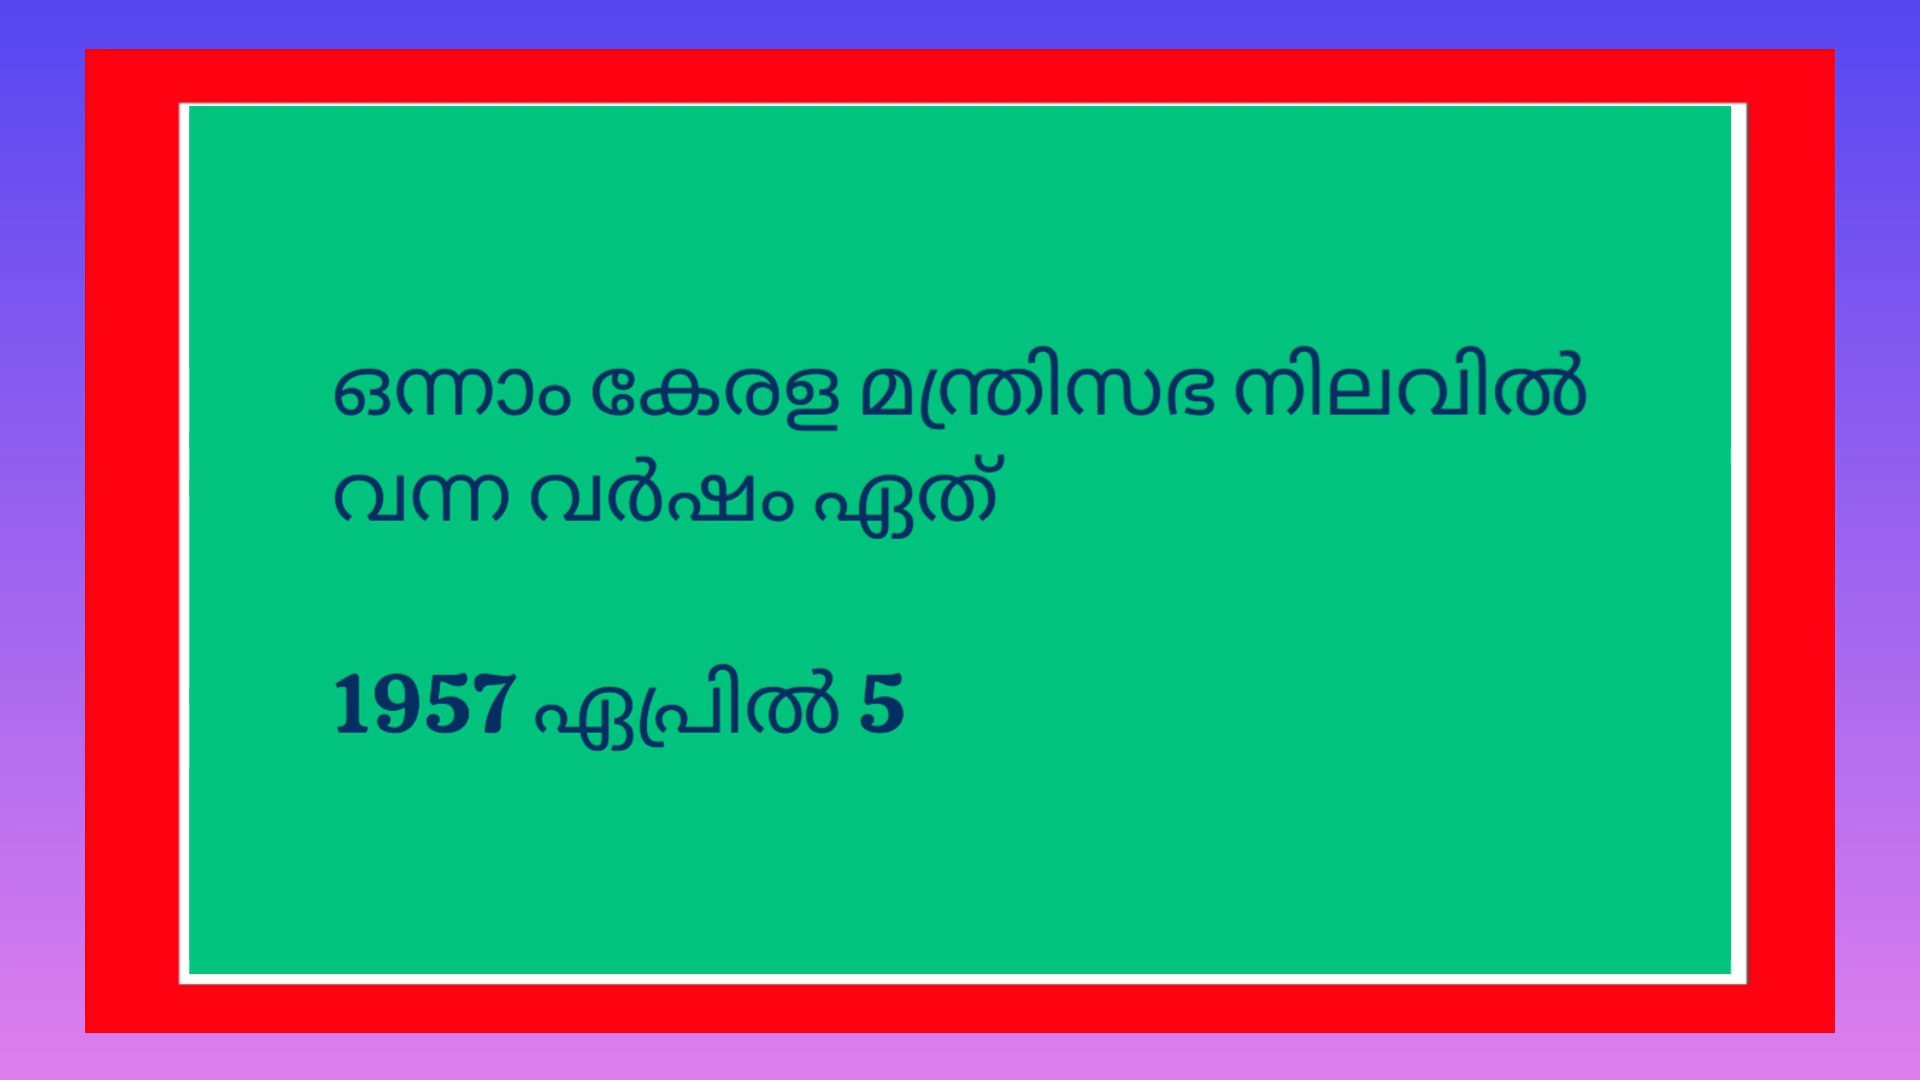 ഒന്നാം കേരള മന്ത്രിസഭ നിലവിൽ
വന്ന വർഷം ഏത്
1957 ഏപ്രിൽ 5